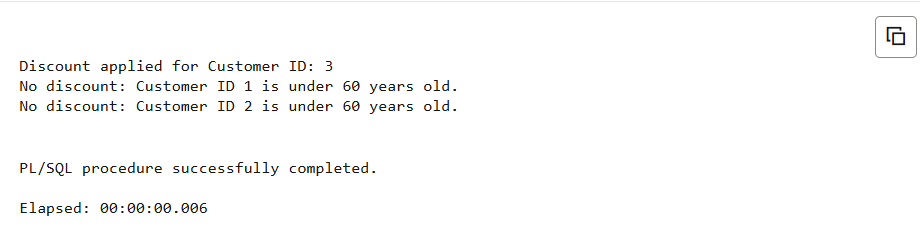 Discount applied for Customer ID: 3
No discount: Customer ID 1 is under 60 years old.
No discount: Customer ID 2 is under 60 years old.
PL/SQL procedure successfully completed.
Elapsed: 00:00:00.006